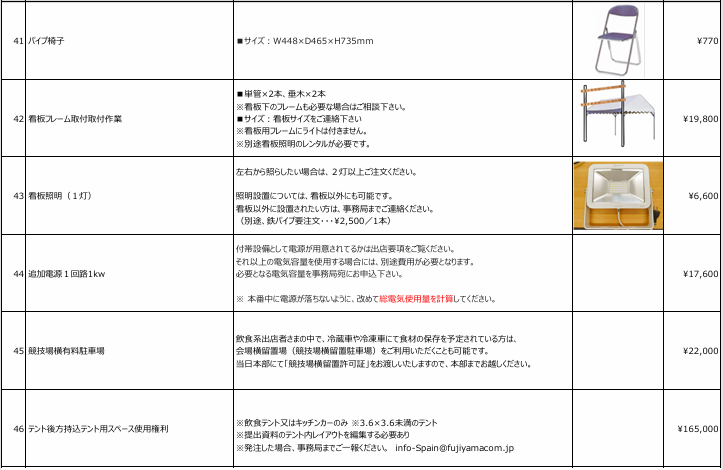 41 パイプ椅子 ■サイズ：W448×D465×H735mm ¥770
■単管×2本、垂木×2本
※看板下のフレームも必要な場合はご相談下さい。
42 看板フレーム取付取付作業 ■サイズ：看板サイズをご連絡下さい ¥19,800
※看板用フレームにライトは付きません。
※別途看板照明のレンタルが必要です。
左右から照らしたい場合は、２灯以上ご注文ください。
43 看板照明（１灯） 照明設置については、看板以外にも可能です。 ¥6,600
看板以外に設置されたい方は、事務局までご連絡ください。
（別途、鉄パイプ要注文・・・¥2,500／1本）
付帯設備として電源が用意されてるかは出店要項をご覧ください。
それ以上の電気容量を使用する場合には、別途費用が必要となります。
44 追加電源１回路1kw 必要となる電気容量を事務局宛にお申込下さい。 ¥17,600
※ 本番中に電源が落ちないように、改めて総電気使用量を計算してください。
飲食系出店者さまの中で、冷蔵車や冷凍車にて食材の保存を予定されている方は、
45 競技場横有料駐車場 会場横留置場（競技場横留置駐車場）をご利用いただくことも可能です。 ¥22,000
当日本部にて「競技場横留置許可証」をお渡しいたしますので、本部までお越しください。
※飲食テント又はキッチンカーのみ ※3.6×3.6未満のテント
46 テント後方持込テント用スペース使用権利 ※提出資料のテント内レイアウトを編集する必要あり ¥165,000
※発注した場合、事務局までご一報ください。 info-Spain@fujiyamacom.jp